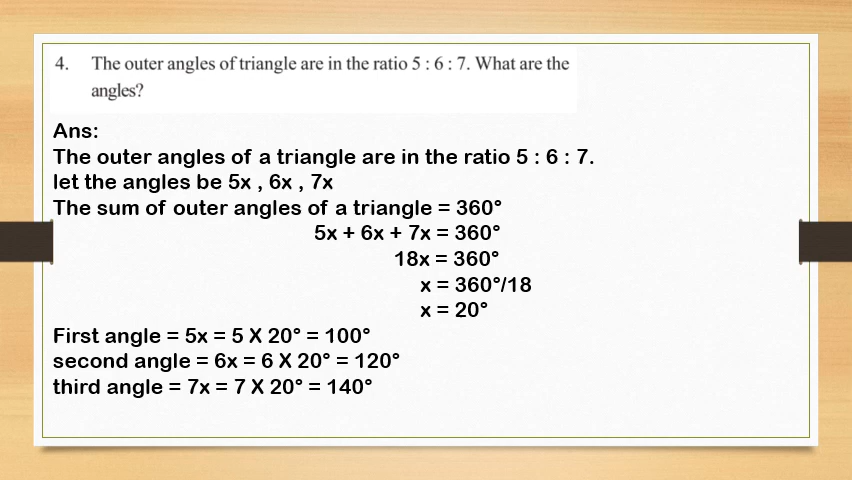 4. The outer angles of triangle are in the ratio 5 : 6 : 7. What are the
angles?
Ans:
The outer angles of a triangle are in the ratio 5 : 6 : 7.
let the angles be 5x , 6x , 7x
The sum of outer angles of a triangle = 360°
5x + 6x + 7x = 360°
18x = 360°
x = 360°/18
x = 20°
First angle = 5x = 5 X 20° = 100°
second angle = 6x = 6 X 20° = 120°
third angle = 7x = 7 X 20° = 140°